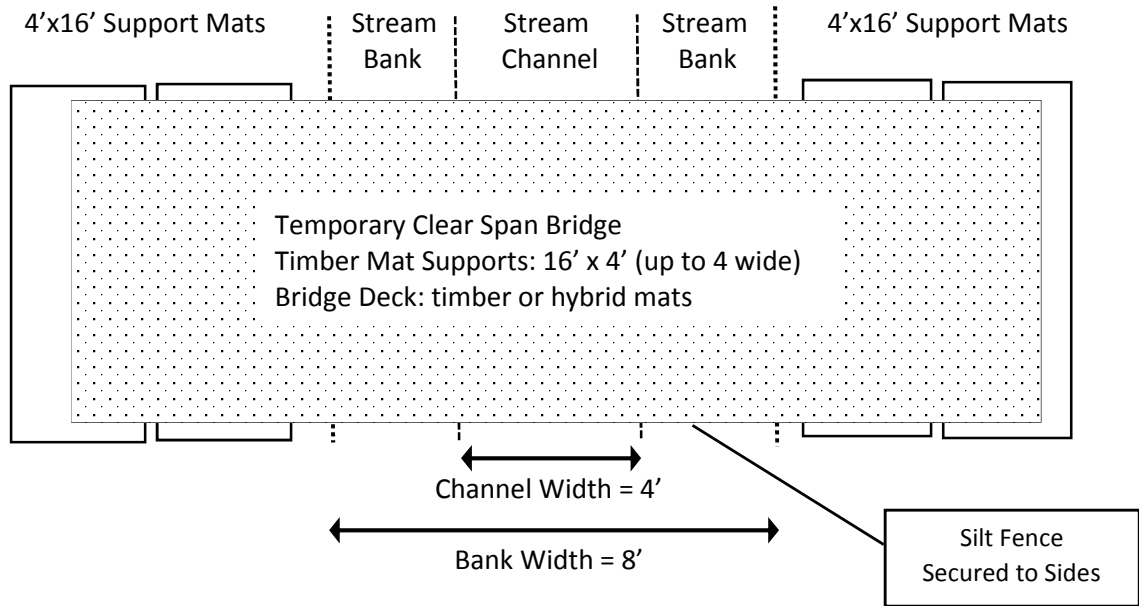 4’x16’ Support Mats
Stream
Bank
Stream
Channel
Stream
Bank
4’x16’ Support Mats
Temporary Clear Span Bridge
Timber Mat Supports: 16’ x 4’ (up to 4 wide)
Bridge Deck: timber or hybrid mats
Channel Width = 4’
Bank Width = 8’
Silt Fence
Secured to Sides